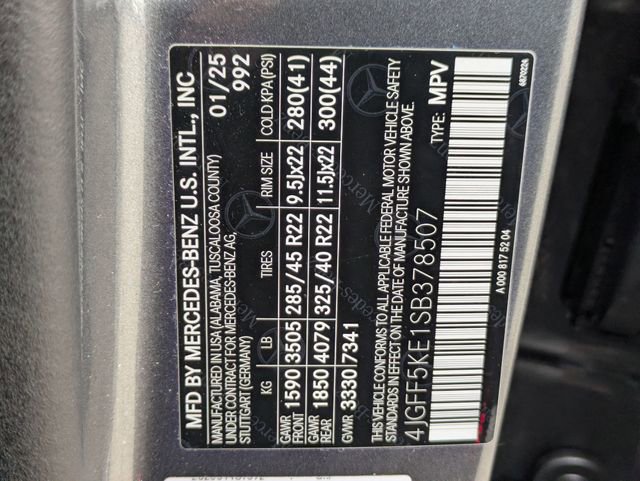 MFD BY MERCEDES-BENZ U.S. INTL., INC
MANUFACTURED IN USA (ALABAMA, TUSCALOOSA COUNTY) 01/25
UNDER CONTRACT FOR MERCEDES-BENZ AG, 992
STUTTGART (GERMANY)
KG LB TIRES RIM SIZE COLD KPA (PSI)
GAWR FRONT 1590 3505 285/45 R22 9.5Jx22 280(41)
GAWR REAR 1850 4079 325/40 R22 11.5Jx22 300(44)
GVWR 3330 7341
THIS VEHICLE CONFORMS TO ALL APPLICABLE FEDERAL MOTOR VEHICLE SAFETY
STANDARDS IN EFFECT ON THE DATE OF MANUFACTURE SHOWN ABOVE.
4JGFF5KE1SB378507 TYPE: MPV
A 000 817 52 04
6870224